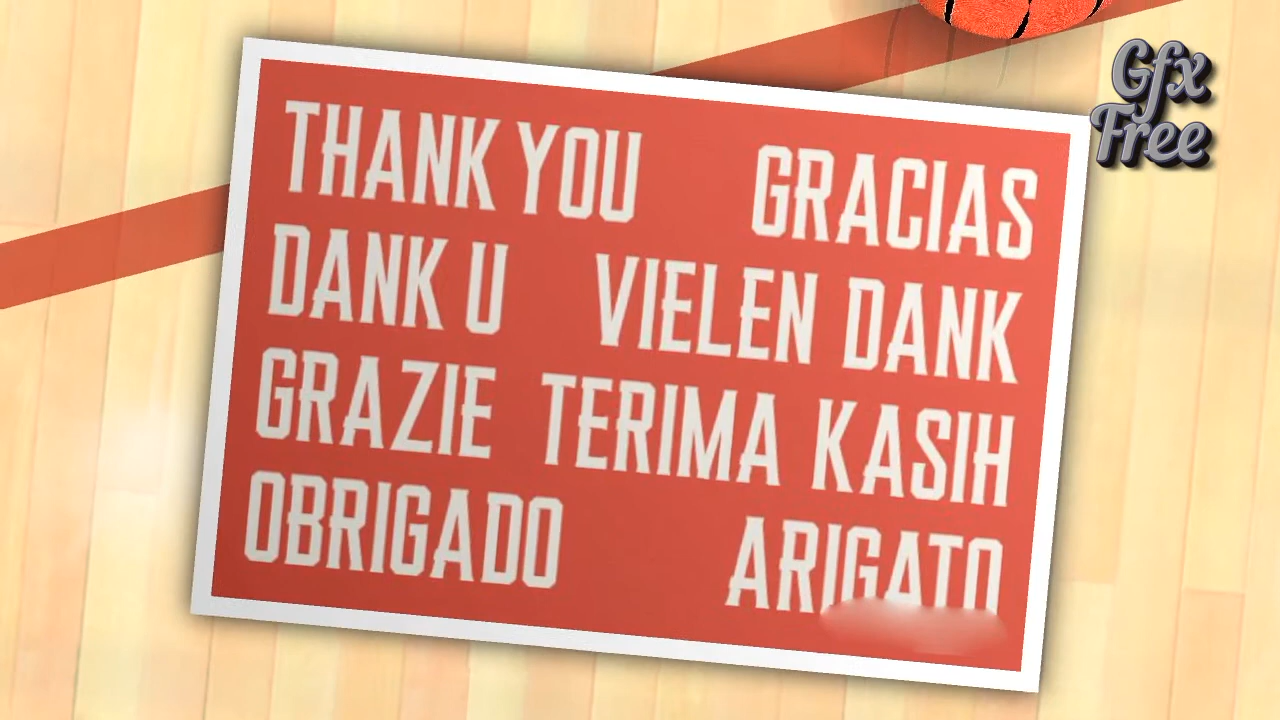 THANK YOU GRACIAS
DANK U VIELEN DANK
GRAZIE TERIMA KASIH
OBRIGADO ARIGATO
Gfx
Free